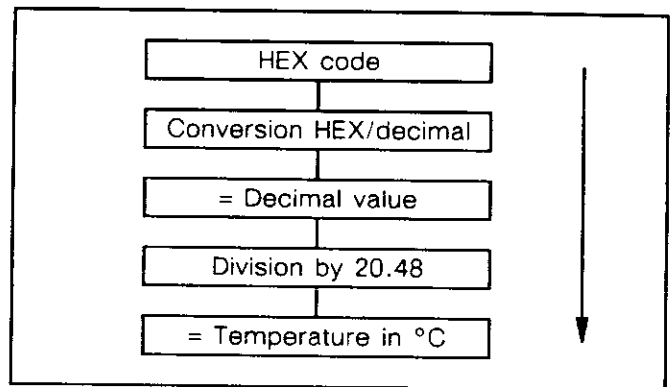 HEX code
Conversion HEX/decimal
= Decimal value
Division by 20.48
= Temperature in °C